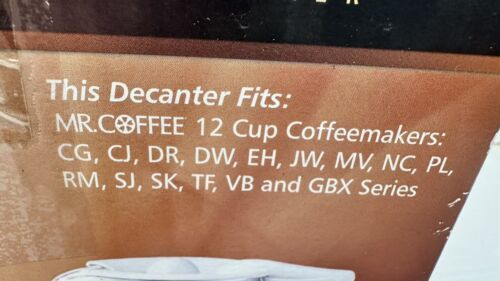 This Decanter Fits:
MR.COFFEE 12 Cup Coffeemakers:
CG, CJ, DR, DW, EH, JW, MV, NC, PL,
RM, SJ, SK, TF, VB and GBX Series